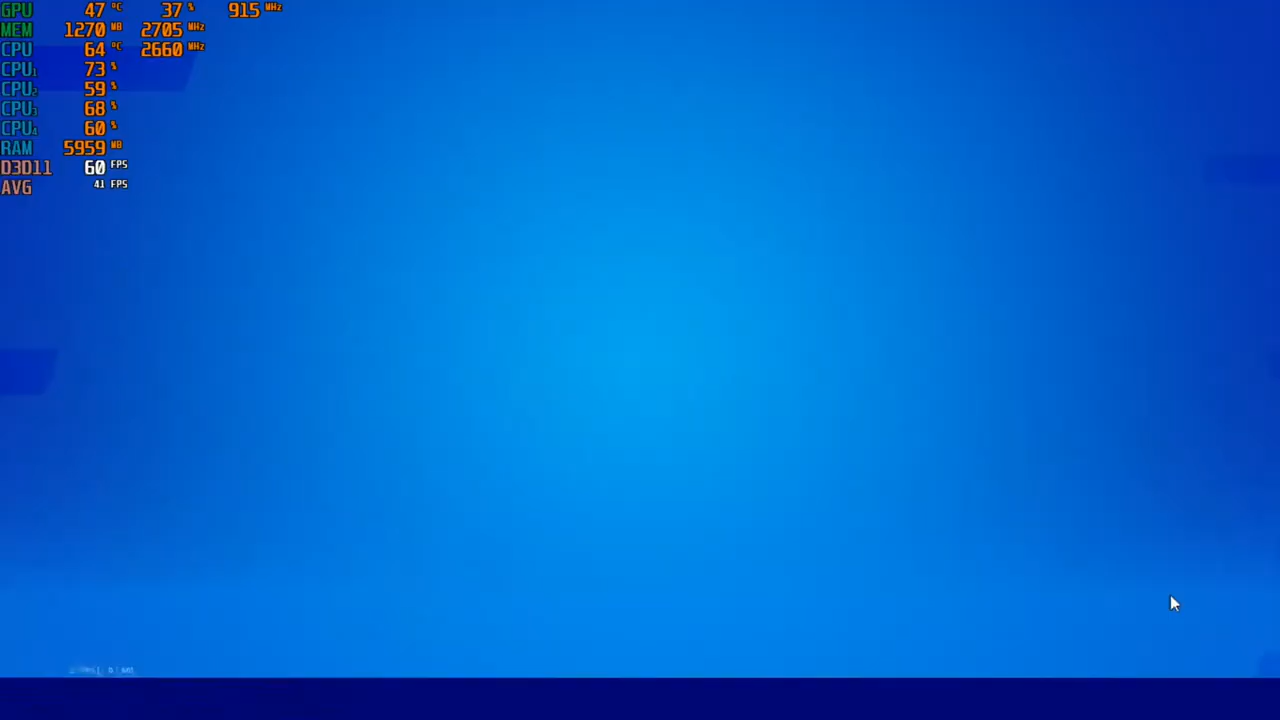 GPU 47 °C 37 % 915 MHz
MEM 1270 MB 2705 MHz
CPU 64 °C 2660 MHz
CPU1 73 %
CPU2 59 %
CPU3 68 %
CPU4 60 %
RAM 5959 MB
D3D11 60 FPS
AVG 41 FPS